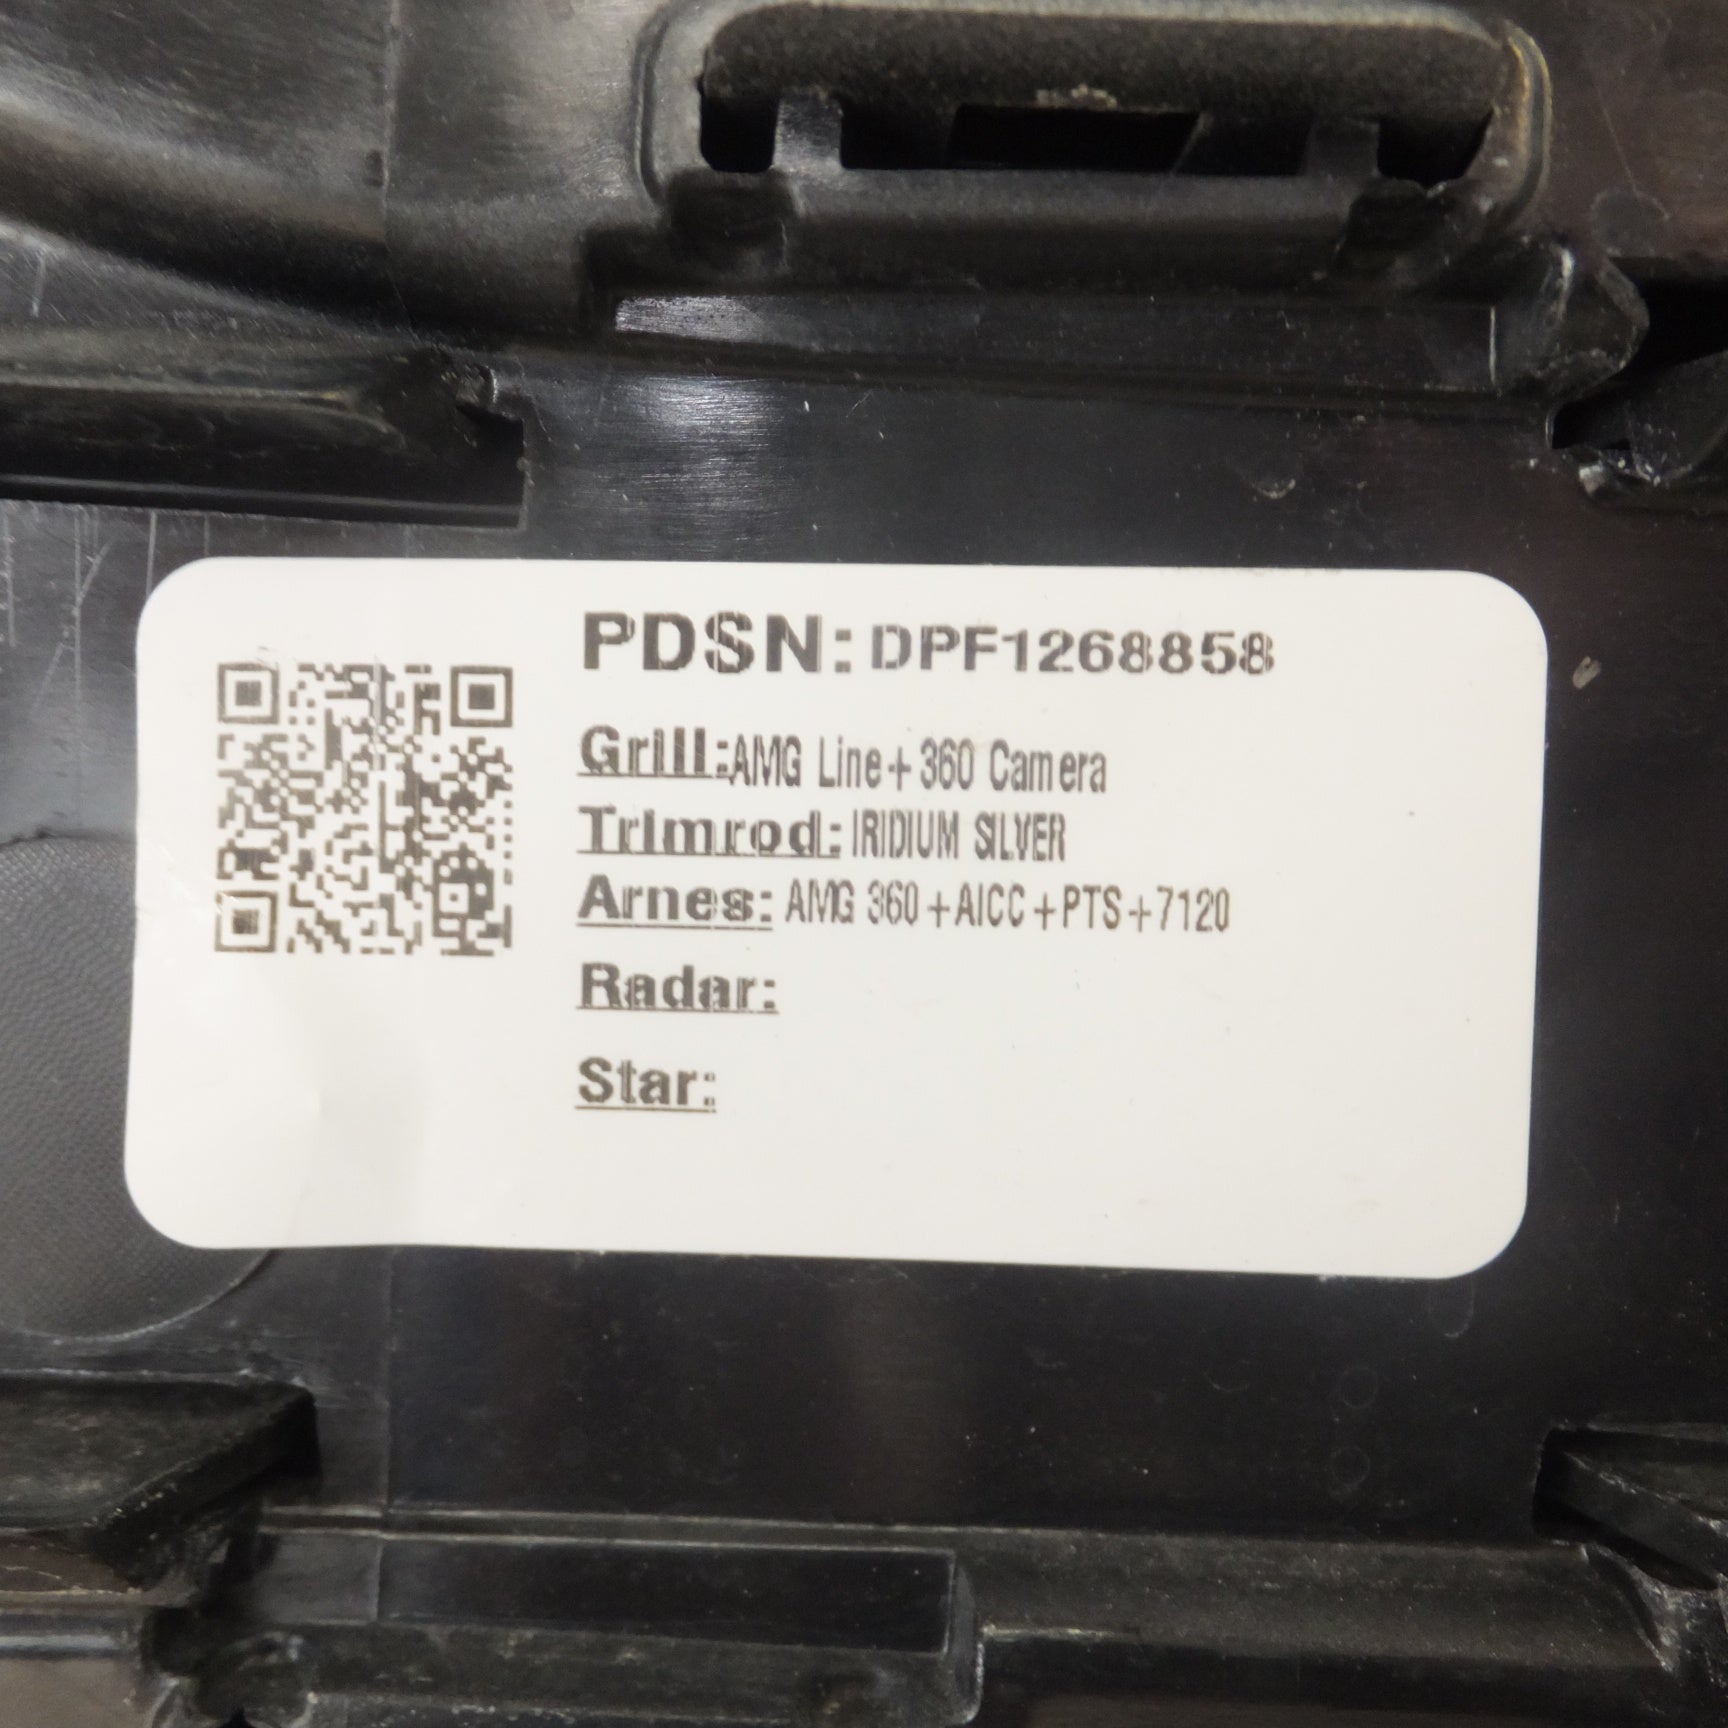 PDSN: DPF1268858
Grill: AMG Line+360 Camera
Trimrod: IRIDIUM SILVER
Arnes: AMG 360+AICC+PTS+7120
Radar:
Star: